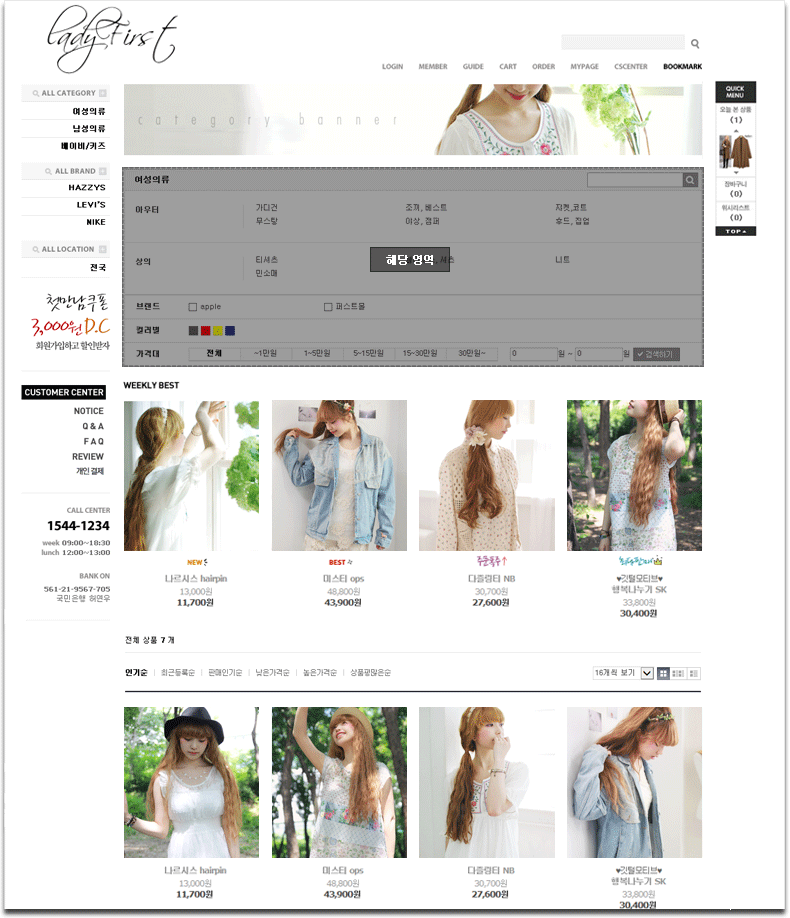 ladyFirst
LOGIN MEMBER GUIDE CART ORDER MYPAGE CSCENTER BOOKMARK
ALL CATEGORY
여성의류
남성의류
베이비/키즈
ALL BRAND
HAZZYS
LEVI'S
NIKE
ALL LOCATION
전국
첫만남쿠폰
3,000원 D.C
회원가입하고 할인받자
CUSTOMER CENTER
NOTICE
Q & A
F A Q
REVIEW
개인 결제
CALL CENTER
1544-1234
week 09:00~18:30
lunch 12:00~13:00
BANK ON
561-21-9567-705
국민은행 허연우
category banner
QUICK
MENU
오늘 본 상품
(1)
장바구니
(0)
위시리스트
(0)
TOP
여성의류
아우터 가디건 조끼, 베스트 자켓,코트
무스탕 야상, 점퍼 후드, 집업
상의 티셔츠 셔츠 니트
해당 영역
민소매
브랜드 apple 퍼스트몰
컬러별
가격대 전체 ~1만원 1~5만원 5~15만원 15~30만원 30만원~ 0 원 ~ 0 원 검색하기
WEEKLY BEST
NEW BEST 주문폭주↑ 최우판매
나르시스 hairpin 미스티 ops 다즐링티 NB ♥깃털모티브♥
행복나누기 SK
13,000원 48,800원 30,700원 33,800원
11,700원 43,900원 27,600원 30,400원
전체 상품 7 개
인기순 최근등록순 판매인기순 낮은가격순 높은가격순 상품평많은순 16개씩 보기
나르시스 hairpin 미스티 ops 다즐링티 NB ♥깃털모티브♥
행복나누기 SK
13,000원 48,800원 30,700원 33,800원
11,700원 43,900원 27,600원 30,400원